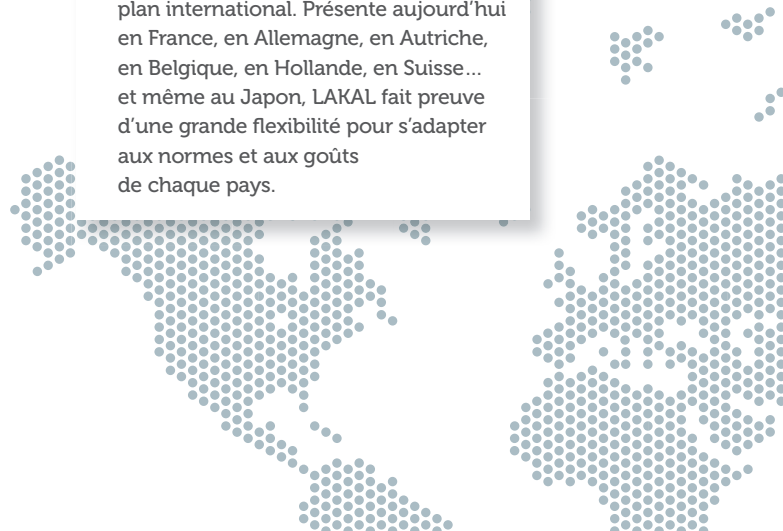 plan international. Présente aujourd’hui
en France, en Allemagne, en Autriche,
en Belgique, en Hollande, en Suisse…
et même au Japon, LAKAL fait preuve
d’une grande flexibilité pour s’adapter
aux normes et aux goûts
de chaque pays.